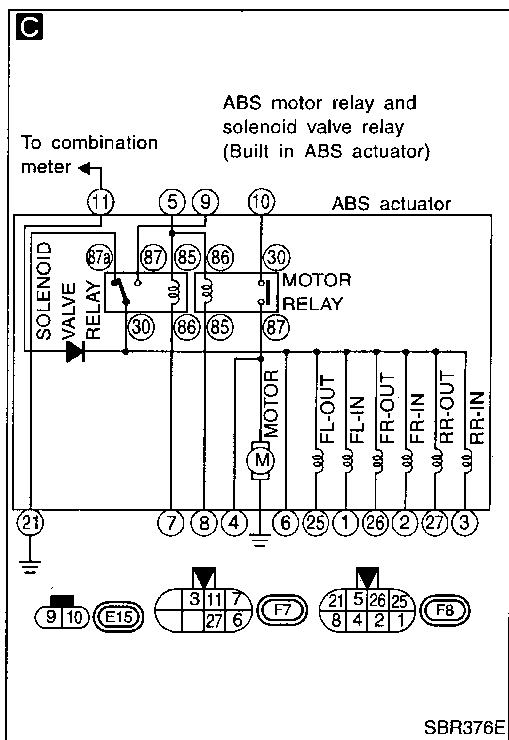 C
ABS motor relay and
solenoid valve relay
(Built in ABS actuator)
To combination
meter
11 5 9 10
ABS actuator
87a 87 85 86 30
SOLENOID
VALVE
RELAY
MOTOR
RELAY
30 86 85 87
MOTOR
M
FL-OUT
FL-IN
FR-OUT
FR-IN
RR-OUT
RR-IN
21 7 8 4 6 25 1 26 2 27 3
9 10
E15
3 11 7
27 6
F7
21 5 26 25
8 4 2 1
F8
SBR376E